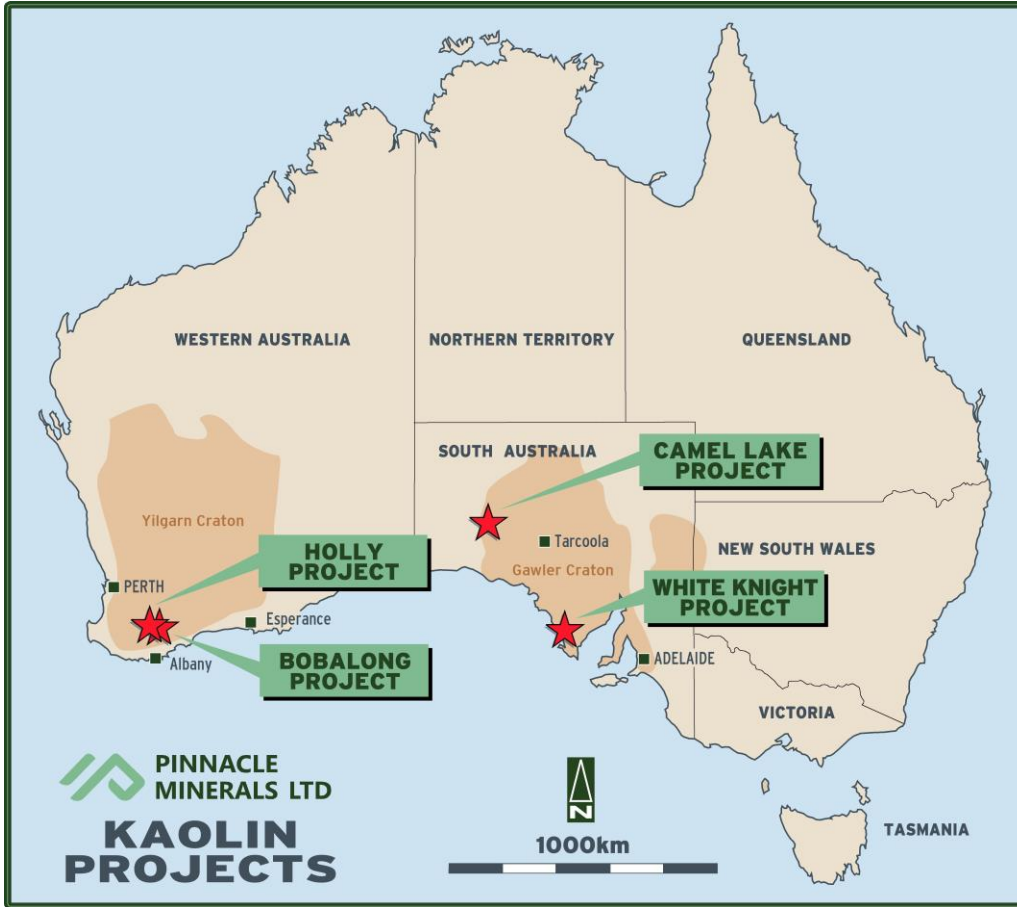 WESTERN AUSTRALIA
NORTHERN TERRITORY
QUEENSLAND
SOUTH AUSTRALIA
CAMEL LAKE
PROJECT
Yilgarn Craton
Tarcoola
NEW SOUTH WALES
HOLLY
PROJECT
Gawler Craton
WHITE KNIGHT
PROJECT
PERTH
Esperance
BOBALONG
PROJECT
Albany
ADELAIDE
VICTORIA
PINNACLE
MINERALS LTD
KAOLIN
PROJECTS
N
1000km
TASMANIA